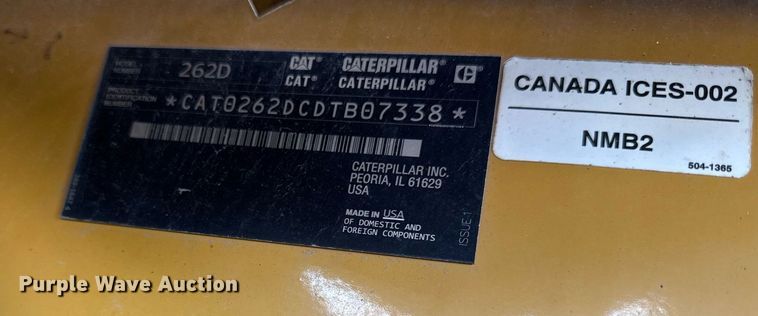 MODEL NUMBER 262D CAT® CATERPILLAR®
CAT® CATERPILLAR®
PRODUCT IDENTIFICATION NUMBER *CAT0262DCDTB07338*
CATERPILLAR INC.
PEORIA, IL 61629
USA
MADE IN USA
OF DOMESTIC AND
FOREIGN COMPONENTS
ISSUE 1
CANADA ICES-002
NMB2
504-1365
Purple Wave Auction